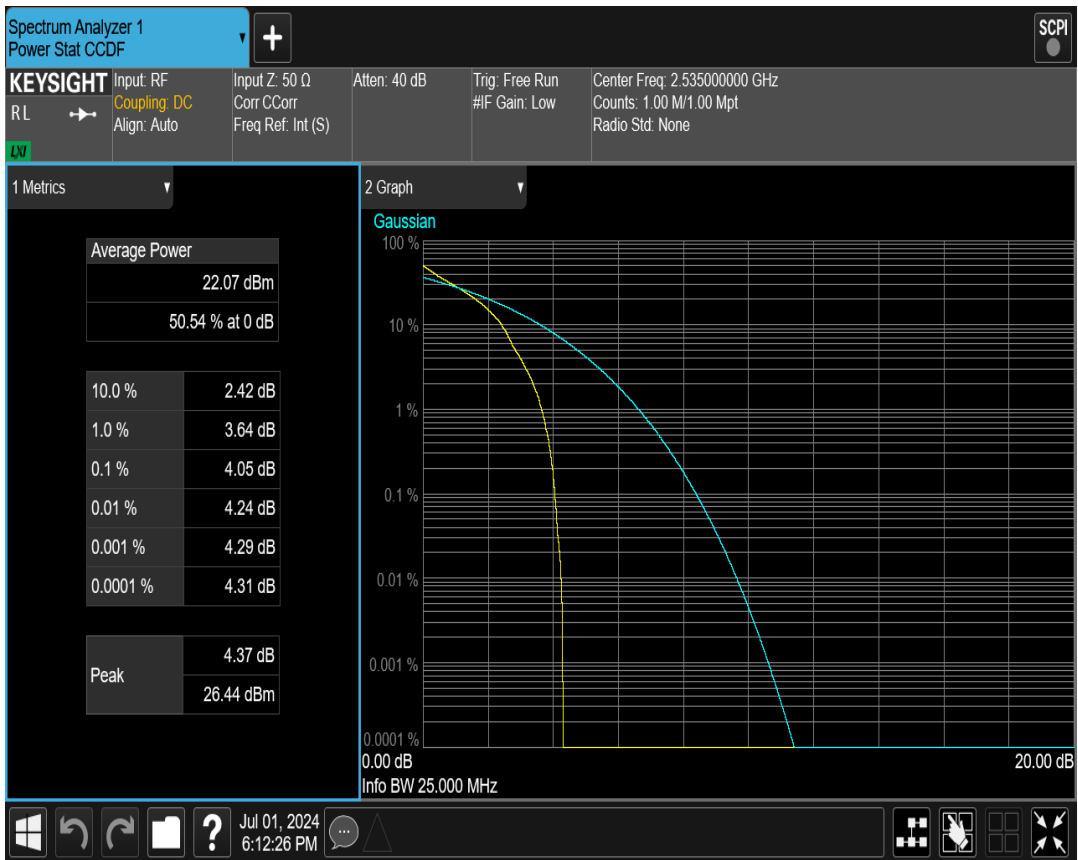 Spectrum Analyzer 1
Power Stat CCDF
SCPI
KEYSIGHT
RL
LXI
Input: RF
Coupling: DC
Align: Auto
Input Z: 50 Ω
Corr CCorr
Freq Ref: Int (S)
Atten: 40 dB
Trig: Free Run
#IF Gain: Low
Center Freq: 2.535000000 GHz
Counts: 1.00 M/1.00 Mpt
Radio Std: None
1 Metrics
Average Power
22.07 dBm
50.54 % at 0 dB
10.0 % 2.42 dB
1.0 % 3.64 dB
0.1 % 4.05 dB
0.01 % 4.24 dB
0.001 % 4.29 dB
0.0001 % 4.31 dB
Peak
4.37 dB
26.44 dBm
2 Graph
Gaussian
100 %
10 %
1 %
0.1 %
0.01 %
0.001 %
0.0001 %
0.00 dB 20.00 dB
Info BW 25.000 MHz
?
Jul 01, 2024
6:12:26 PM